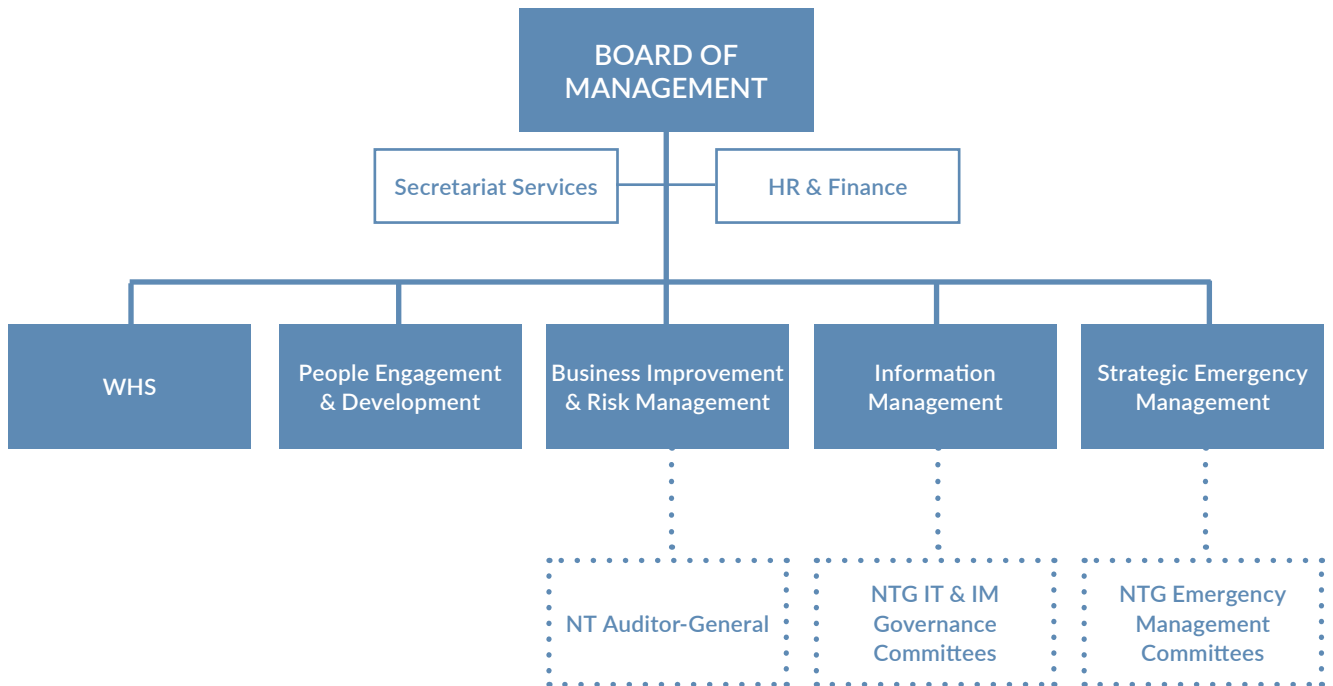 BOARD OF
MANAGEMENT
Secretariat Services
HR & Finance
WHS
People Engagement
& Development
Business Improvement
& Risk Management
Information
Management
Strategic Emergency
Management
NT Auditor-General
NTG IT & IM
Governance
Committees
NTG Emergency
Management
Committees